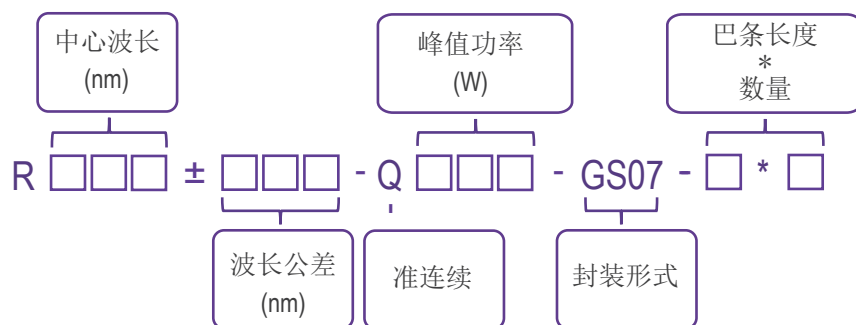 中心波长
(nm)
峰值功率
(W)
巴条长度
*
数量
R □□□ ± □□□ - Q □□□ - GS07 - □ * □
波长公差
(nm)
准连续
封装形式